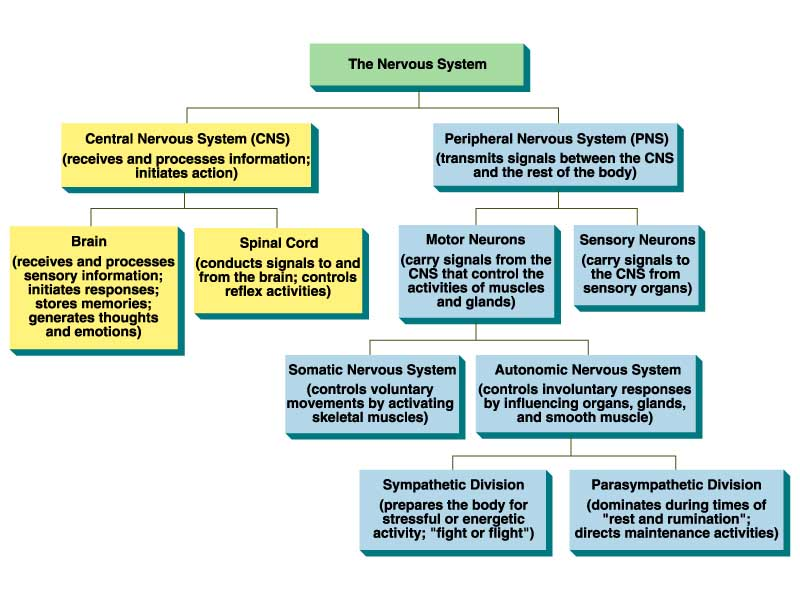 The Nervous System
Central Nervous System (CNS)
(receives and processes information;
initiates action)
Peripheral Nervous System (PNS)
(transmits signals between the CNS
and the rest of the body)
Brain
(receives and processes
sensory information;
initiates responses;
stores memories;
generates thoughts
and emotions)
Spinal Cord
(conducts signals to and
from the brain; controls
reflex activities)
Motor Neurons
(carry signals from the
CNS that control the
activities of muscles
and glands)
Sensory Neurons
(carry signals to
the CNS from
sensory organs)
Somatic Nervous System
(controls voluntary
movements by activating
skeletal muscles)
Autonomic Nervous System
(controls involuntary responses
by influencing organs, glands,
and smooth muscle)
Sympathetic Division
(prepares the body for
stressful or energetic
activity; "fight or flight")
Parasympathetic Division
(dominates during times of
"rest and rumination";
directs maintenance activities)